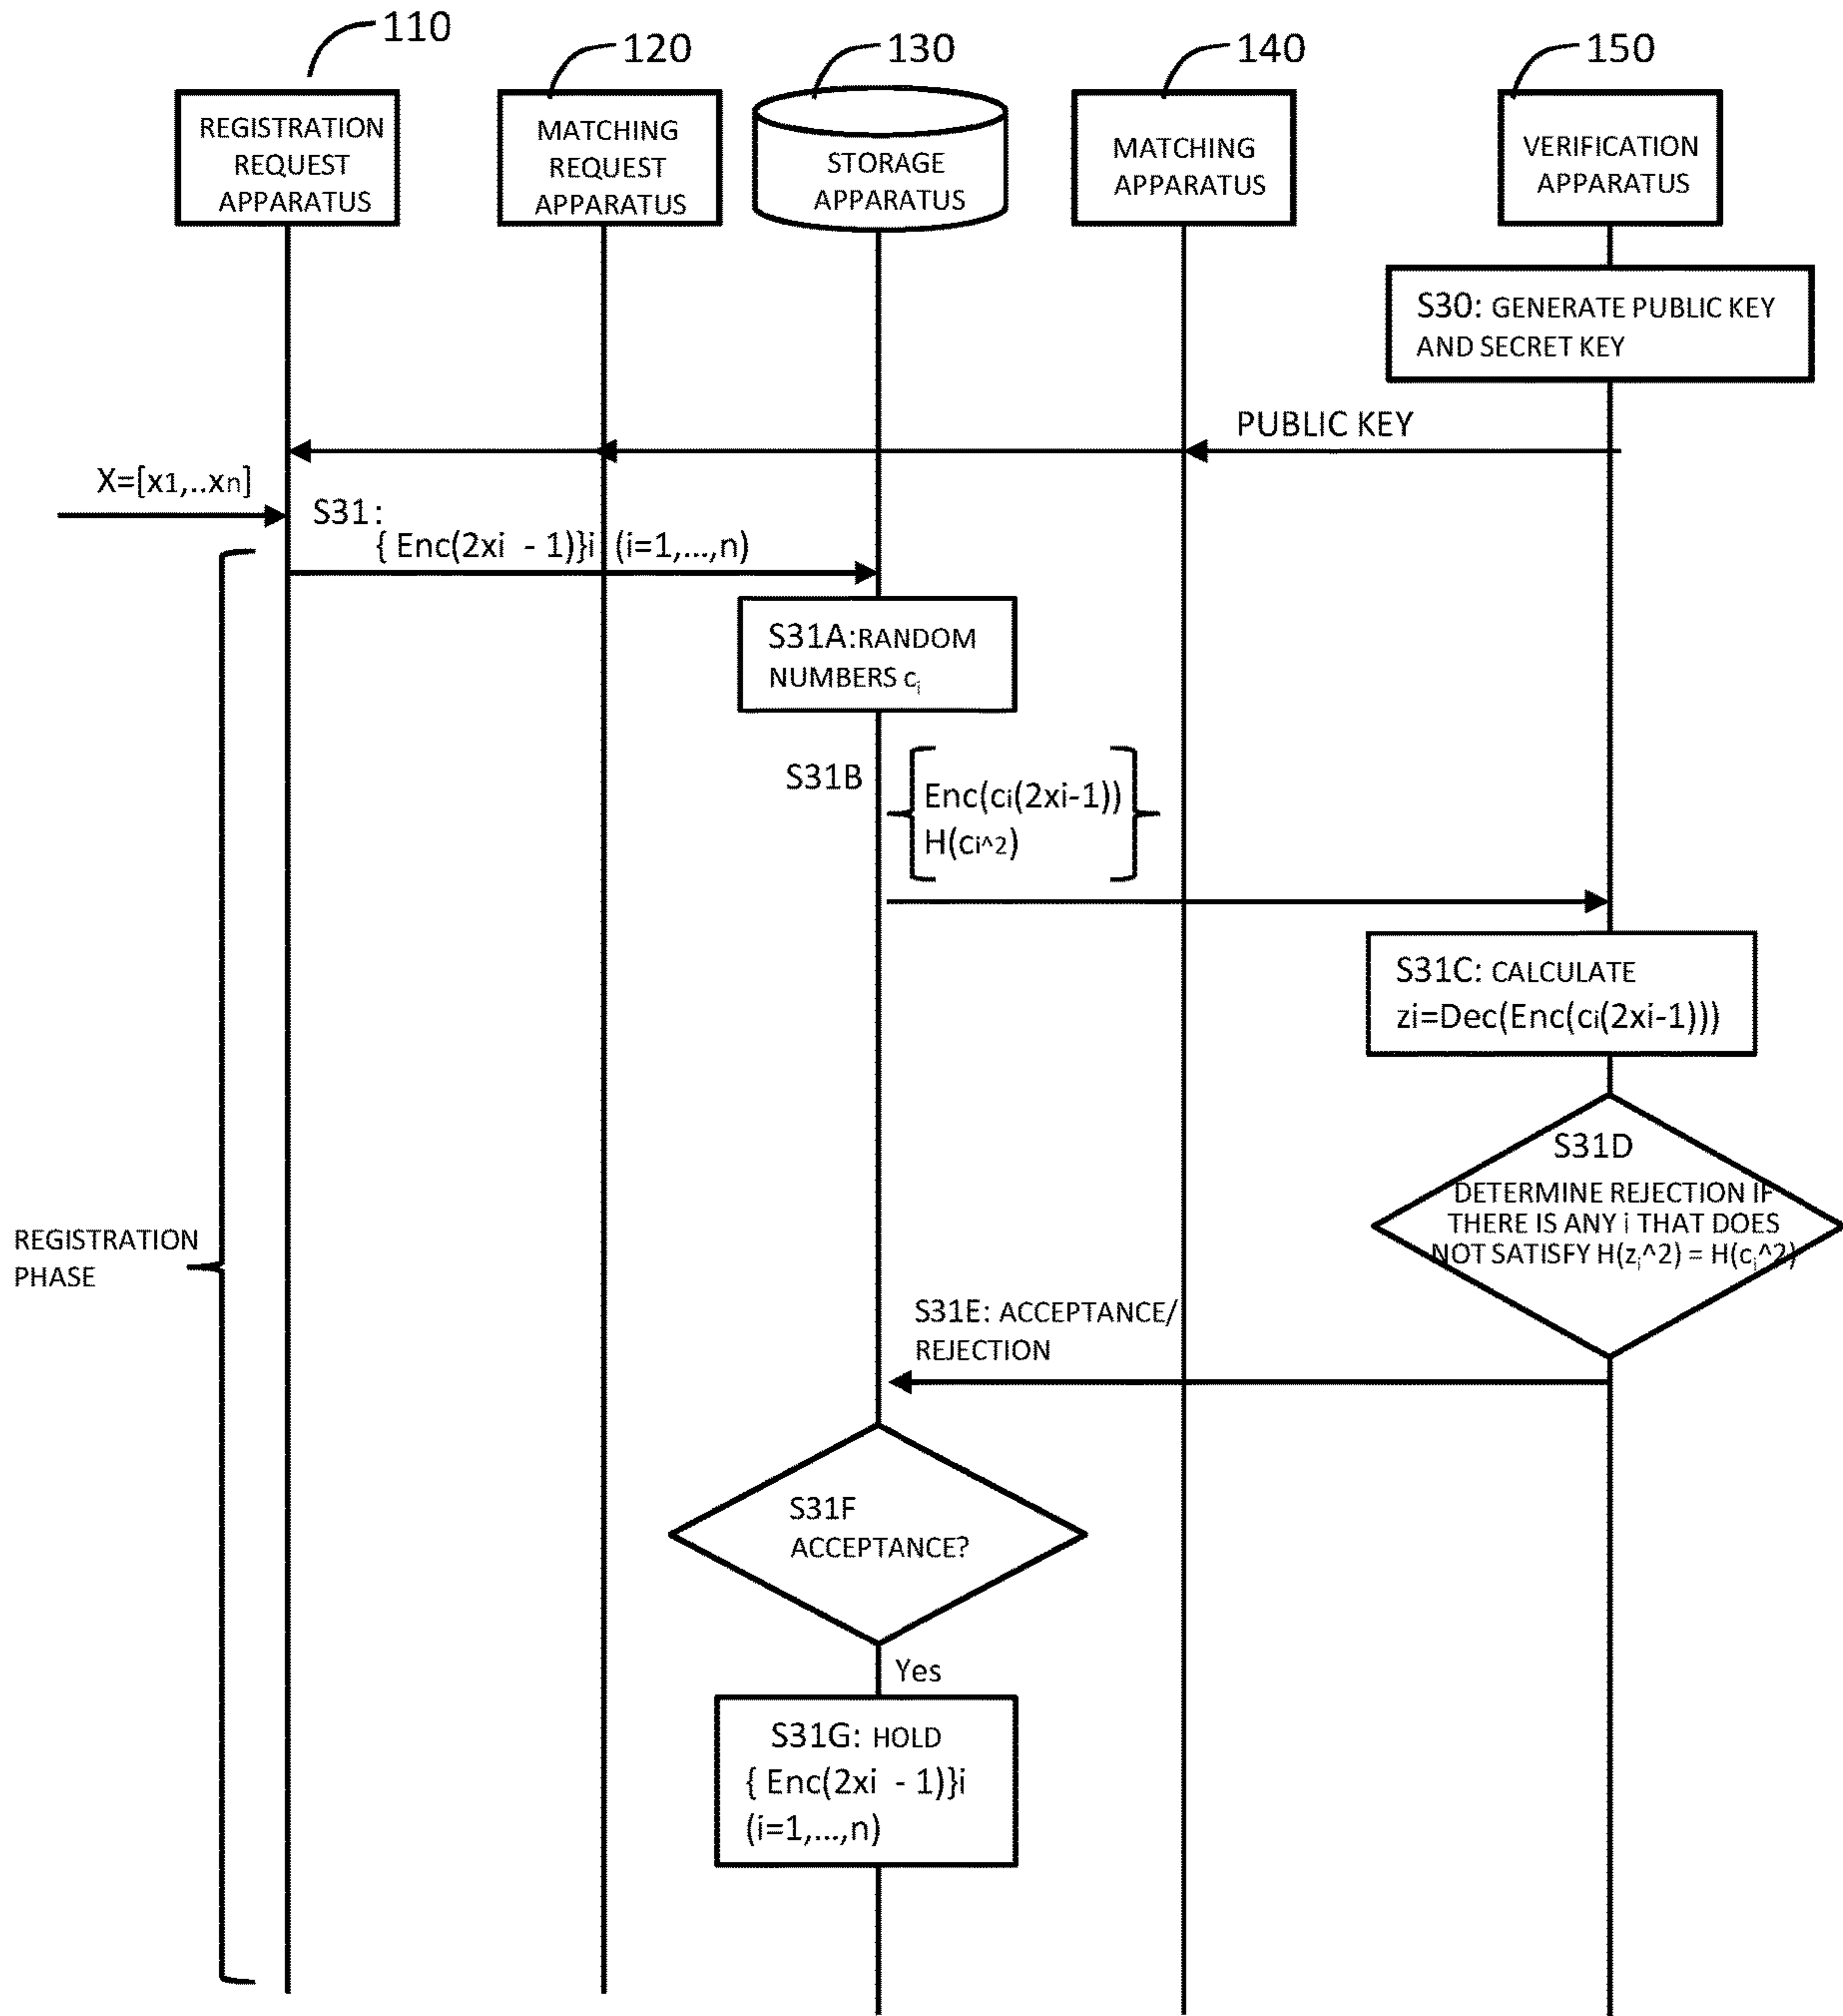 110
120
130
140
150
REGISTRATION
REQUEST
APPARATUS
MATCHING
REQUEST
APPARATUS
STORAGE
APPARATUS
MATCHING
APPARATUS
VERIFICATION
APPARATUS
S30: GENERATE PUBLIC KEY
AND SECRET KEY
PUBLIC KEY
X=[x1,..xn]
S31:
{ Enc(2xi - 1)}i (i=1,...,n)
S31A:RANDOM
NUMBERS ci
S31B
Enc(ci(2xi-1))
H(ci^2)
S31C: CALCULATE
zi=Dec(Enc(ci(2xi-1)))
S31D
DETERMINE REJECTION IF
THERE IS ANY i THAT DOES
NOT SATISFY H(zi^2) = H(ci^2)
REGISTRATION
PHASE
S31E: ACCEPTANCE/
REJECTION
S31F
ACCEPTANCE?
Yes
S31G: HOLD
{ Enc(2xi - 1)}i
(i=1,...,n)